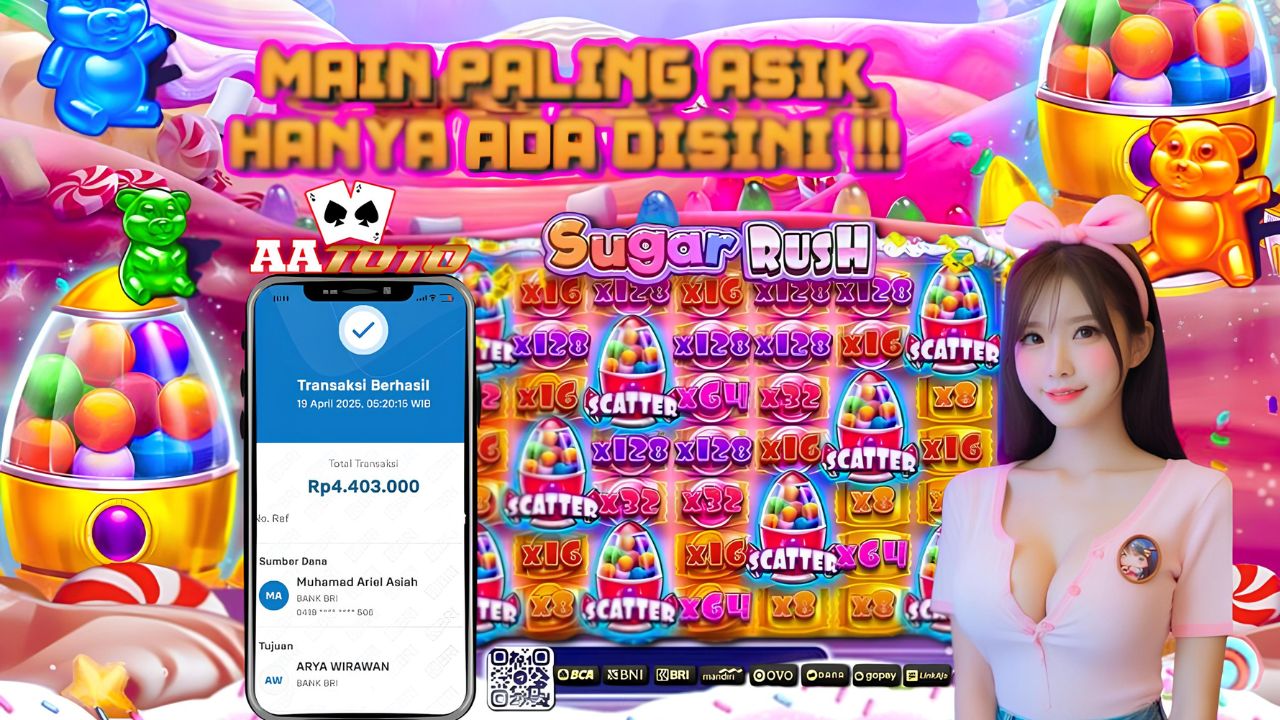 MAIN PALING ASIK
HANYA ADA DISINI !!!
AATOTO
Transaksi Berhasil
19 April 2025, 05:20:15 WIB
Total Transaksi
Rp4.403.000
No. Ref
Sumber Dana
MA
Muhamad Ariel Asiah
BANK BRI
Tujuan
AW
ARYA WIRAWAN
BANK BRI
Sugar RUSH
x16 x128 x16 x128 x128
x128 x128 x128 x16 SCATTER
x16 SCATTER x64 x32 x8
x128 x128 x16 SCATTER x16
SCATTER x32 x32 x8
x16 x16 SCATTER x64
x8 SCATTER x64 x8 x8
BCA BNI BRI mandiri OVO DANA gopay LinkAja